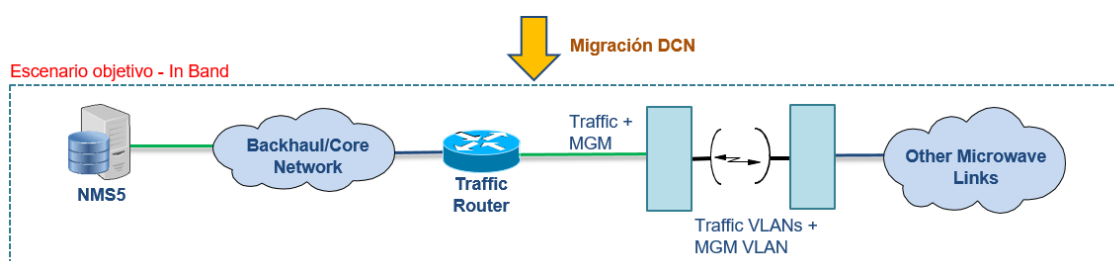 Migración DCN
Escenario objetivo - In Band
NMS5
Backhaul/Core
Network
Traffic
Router
Traffic +
MGM
Traffic VLANs +
MGM VLAN
Other Microwave
Links